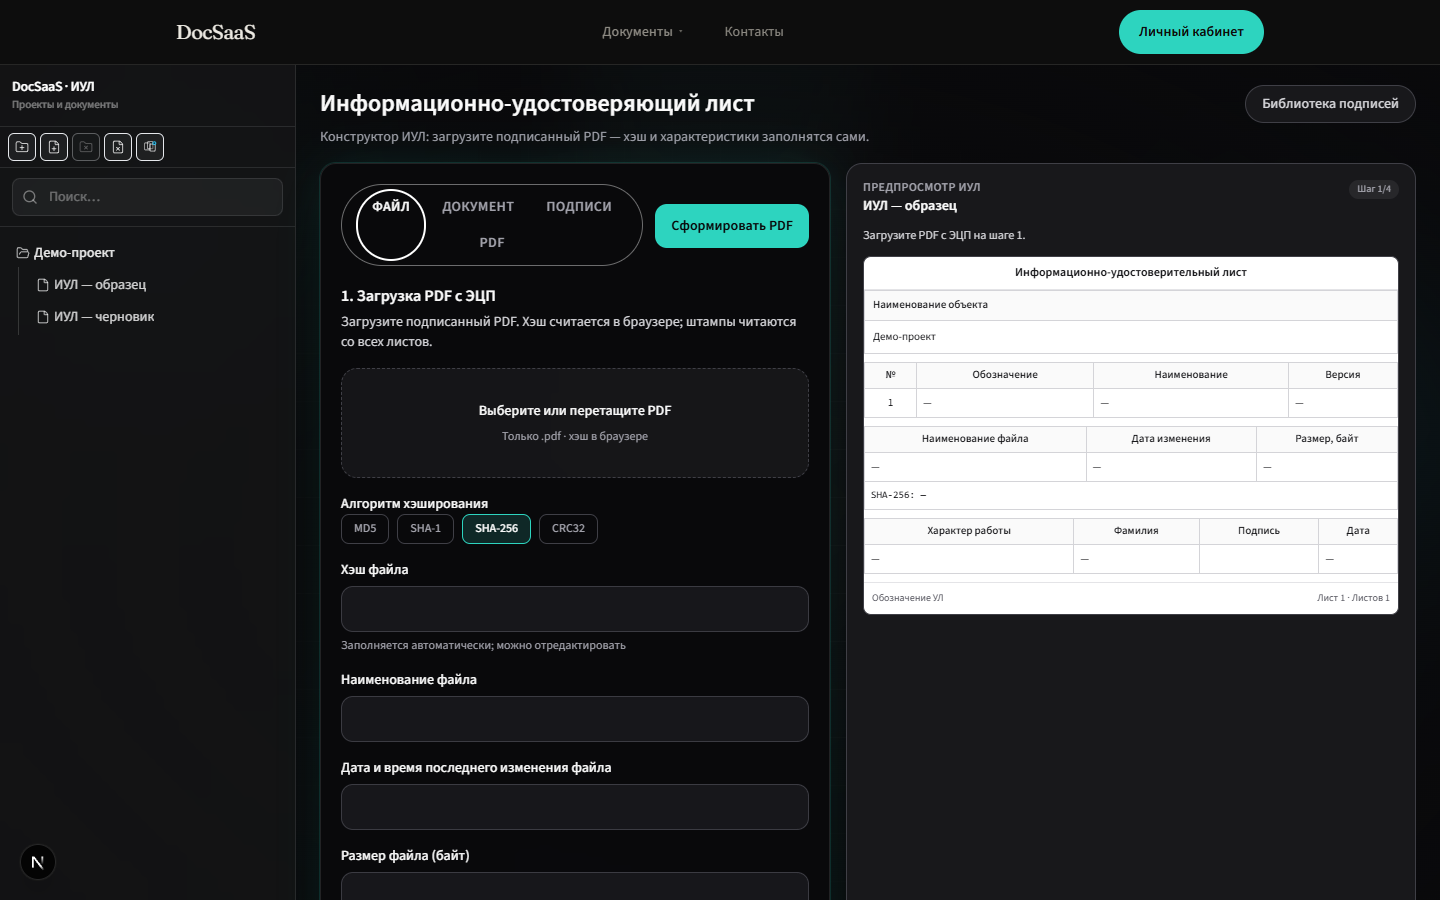 DocSaaS
Документы
Контакты
Личный кабинет
DocSaaS · ИУЛ
Проекты и документы
Поиск...
Демо-проект
ИУЛ — образец
ИУЛ — черновик
Информационно-удостоверяющий лист
Конструктор ИУЛ: загрузите подписанный PDF — хэш и характеристики заполнятся сами.
Библиотека подписей
ФАЙЛ
ДОКУМЕНТ
ПОДПИСИ
PDF
Сформировать PDF
1. Загрузка PDF с ЭЦП
Загрузите подписанный PDF. Хэш считается в браузере; штампы читаются
со всех листов.
Выберите или перетащите PDF
Только .pdf · хэш в браузере
Алгоритм хэширования
MD5
SHA-1
SHA-256
CRC32
Хэш файла
Заполняется автоматически; можно отредактировать
Наименование файла
Дата и время последнего изменения файла
Размер файла (байт)
ПРЕДПРОСМОТР ИУЛ
Шаг 1/4
ИУЛ — образец
Загрузите PDF с ЭЦП на шаге 1.
Информационно-удостоверительный лист
Наименование объекта
Демо-проект
№ Обозначение Наименование Версия
1 — — —
Наименование файла Дата изменения Размер, байт
— — —
SHA-256: —
Характер работы Фамилия Подпись Дата
— — —
Обозначение УЛ
Лист 1 · Листов 1
N